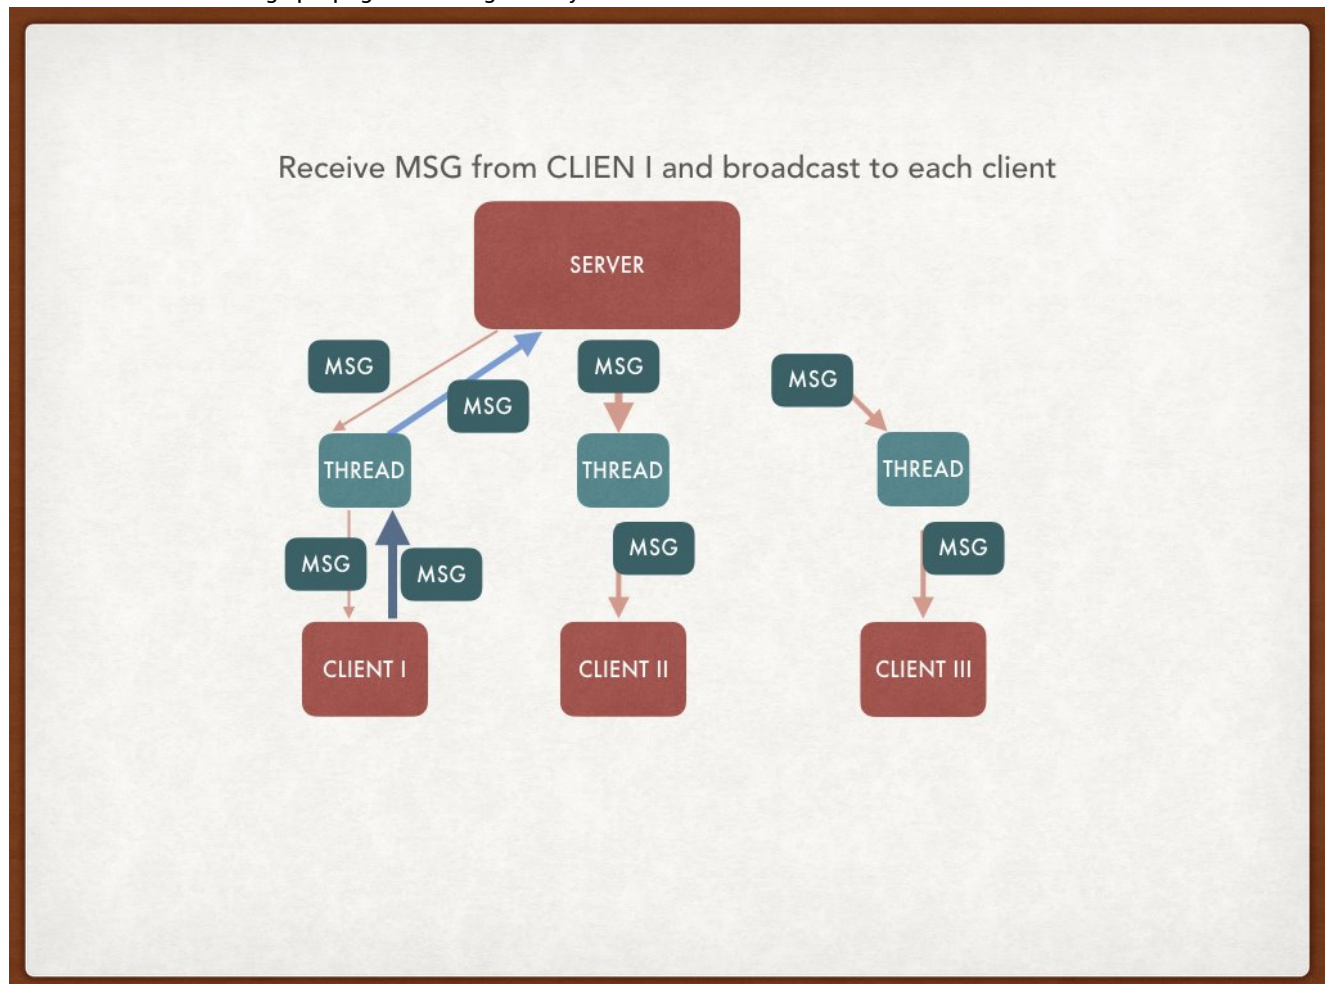 Receive MSG from CLIEN I and broadcast to each client
SERVER
MSG
MSG
MSG
MSG
THREAD
THREAD
THREAD
MSG
MSG
MSG
MSG
CLIENT I
CLIENT II
CLIENT III